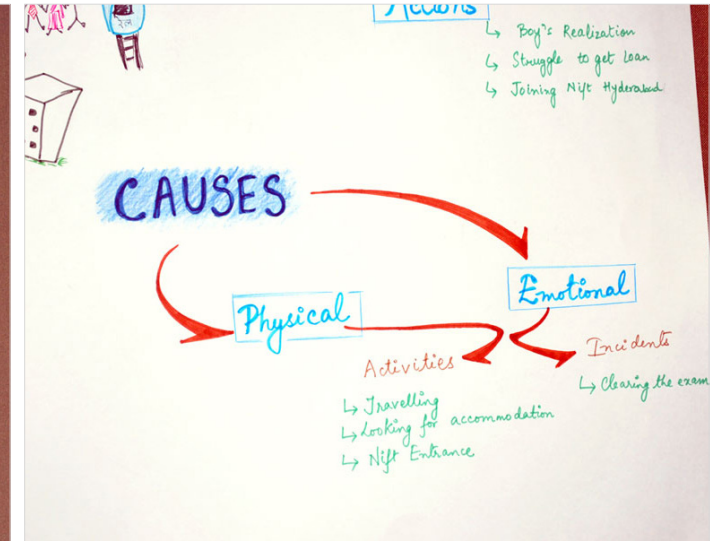 रेल
Actions
↳ Boy's Realization
↳ Struggle to get Loan
↳ Joining Nift Hyderabad
CAUSES
Physical
Emotional
Activities
↳ Travelling
↳ Looking for accommodation
↳ Nift Entrance
Incidents
↳ Clearing the exam